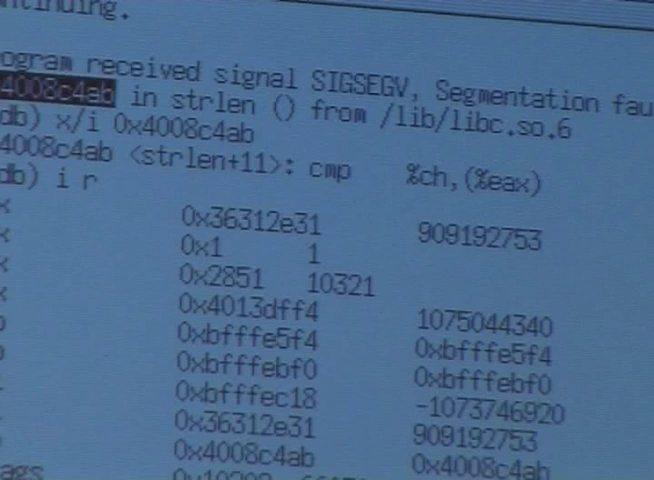 ntinuing.
ogram received signal SIGSEGV, Segmentation fau
4008c4ab in strlen () from /lib/libc.so.6
db) x/i 0x4008c4ab
4008c4ab <strlen+11>: cmp %ch,(%eax)
db) i r
x 0x36312e31 909192753
x 0x1 1
x 0x2851 10321
x 0x4013dff4 1075044340
p 0xbfffe5f4 0xbfffe5f4
p 0xbfffebf0 0xbfffebf0
0xbfffec18 -1073746920
0x36312e31 909192753
0x4008c4ab 0x4008c4ab
ags